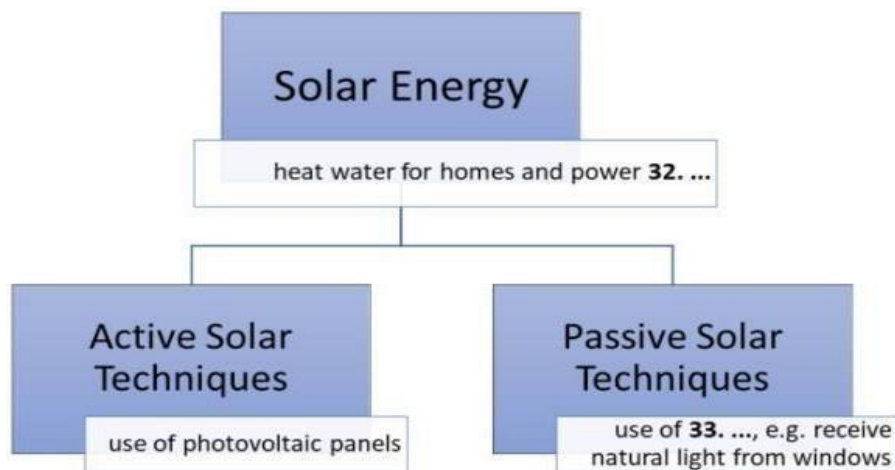 Solar Energy
heat water for homes and power 32. ...
Active Solar
Techniques
use of photovoltaic panels
Passive Solar
Techniques
use of 33. ..., e.g. receive
natural light from windows